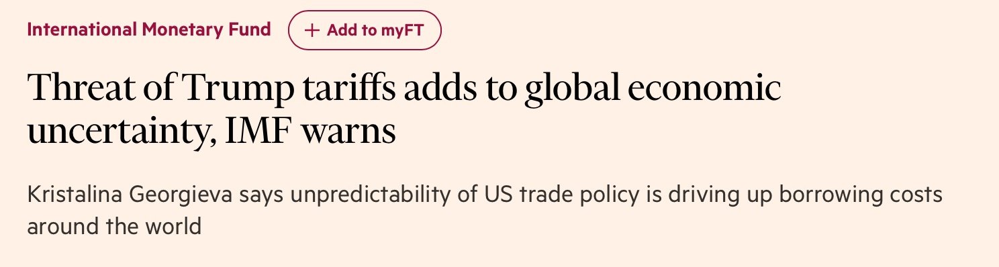 International Monetary Fund + Add to myFT
Threat of Trump tariffs adds to global economic
uncertainty, IMF warns
Kristalina Georgieva says unpredictability of US trade policy is driving up borrowing costs
around the world